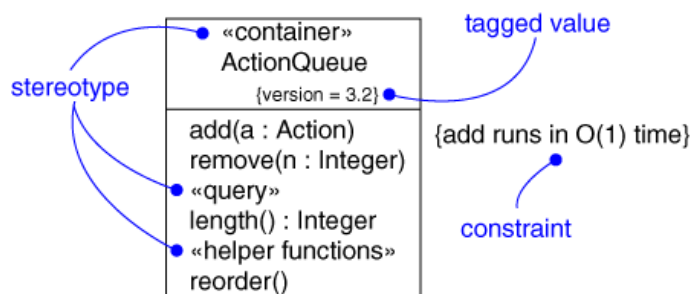 «container»
tagged value
ActionQueue
stereotype
{version = 3.2}
add(a : Action)
{add runs in O(1) time}
remove(n : Integer)
«query»
length() : Integer
constraint
«helper functions»
reorder()